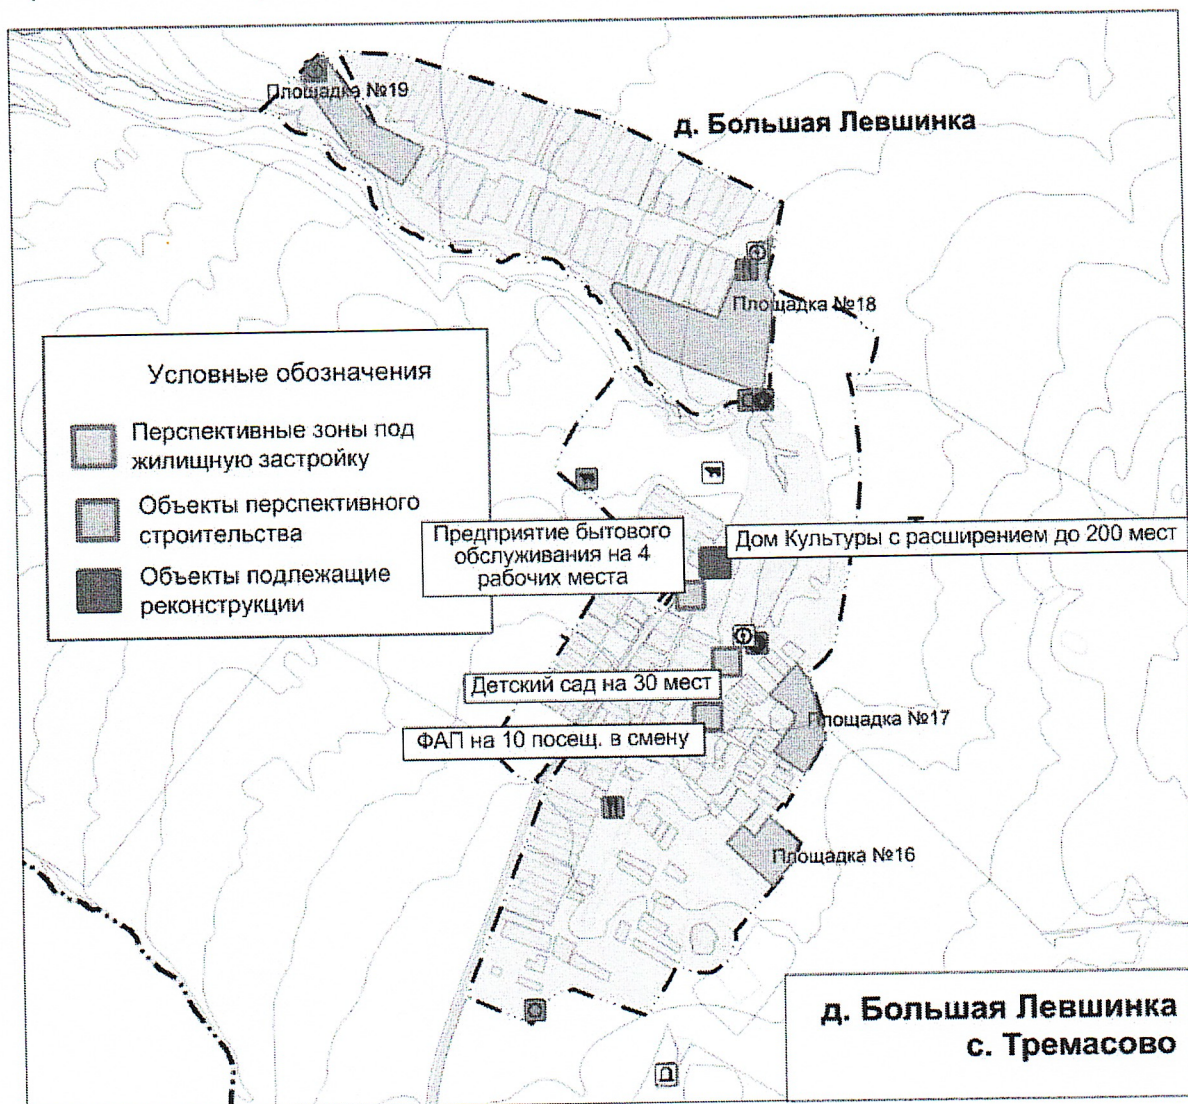 Площадка №19
д. Большая Левшинка
Площадка №18
Условные обозначения
Перспективные зоны под
жилищную застройку
Объекты перспективного
строительства
Объекты подлежащие
реконструкции
Предприятие бытового
обслуживания на 4
рабочих места
Дом Культуры с расширением до 200 мест
Детский сад на 30 мест
ФАП на 10 посещ. в смену
Площадка №17
Площадка №16
д. Большая Левшинка
с. Тремасово